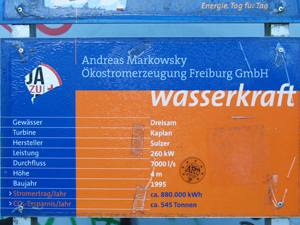 Energie. Tag für Tag
JA
ZU!
Andreas Markowsky
Ökostromerzeugung Freiburg GmbH
wasserkraft
Gewässer Dreisam
Turbine Kaplan
Hersteller Sulzer
Leistung 260 kW
Durchfluss 7000 l/s
Höhe 4 m
Baujahr 1995
>Stromertrag/Jahr ca. 880.000 kWh
>CO₂-Ersparnis/Jahr ca. 545 Tonnen